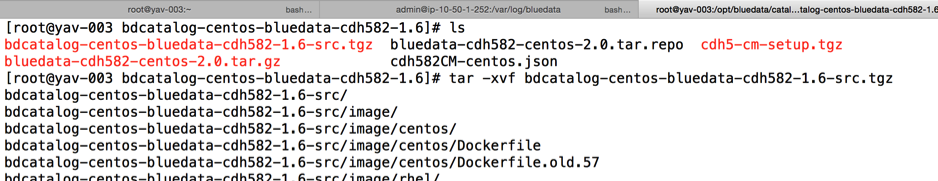 root@yav-003:~ bash... admin@ip-10-50-1-252:/var/log/bluedata bash... root@yav-003:/opt/bluedata/catal...talog-centos-bluedata-cdh582-1.6
[root@yav-003 bdcatalog-centos-bluedata-cdh582-1.6]# ls
bdcatalog-centos-bluedata-cdh582-1.6-src.tgz bluedata-cdh582-centos-2.0.tar.repo cdh5-cm-setup.tgz
bluedata-cdh582-centos-2.0.tar.gz cdh582CM-centos.json
[root@yav-003 bdcatalog-centos-bluedata-cdh582-1.6]# tar -xvf bdcatalog-centos-bluedata-cdh582-1.6-src.tgz
bdcatalog-centos-bluedata-cdh582-1.6-src/
bdcatalog-centos-bluedata-cdh582-1.6-src/image/
bdcatalog-centos-bluedata-cdh582-1.6-src/image/centos/
bdcatalog-centos-bluedata-cdh582-1.6-src/image/centos/Dockerfile
bdcatalog-centos-bluedata-cdh582-1.6-src/image/centos/Dockerfile.old.57
bdcatalog-centos-bluedata-cdh582-1.6-src/image/rhel/